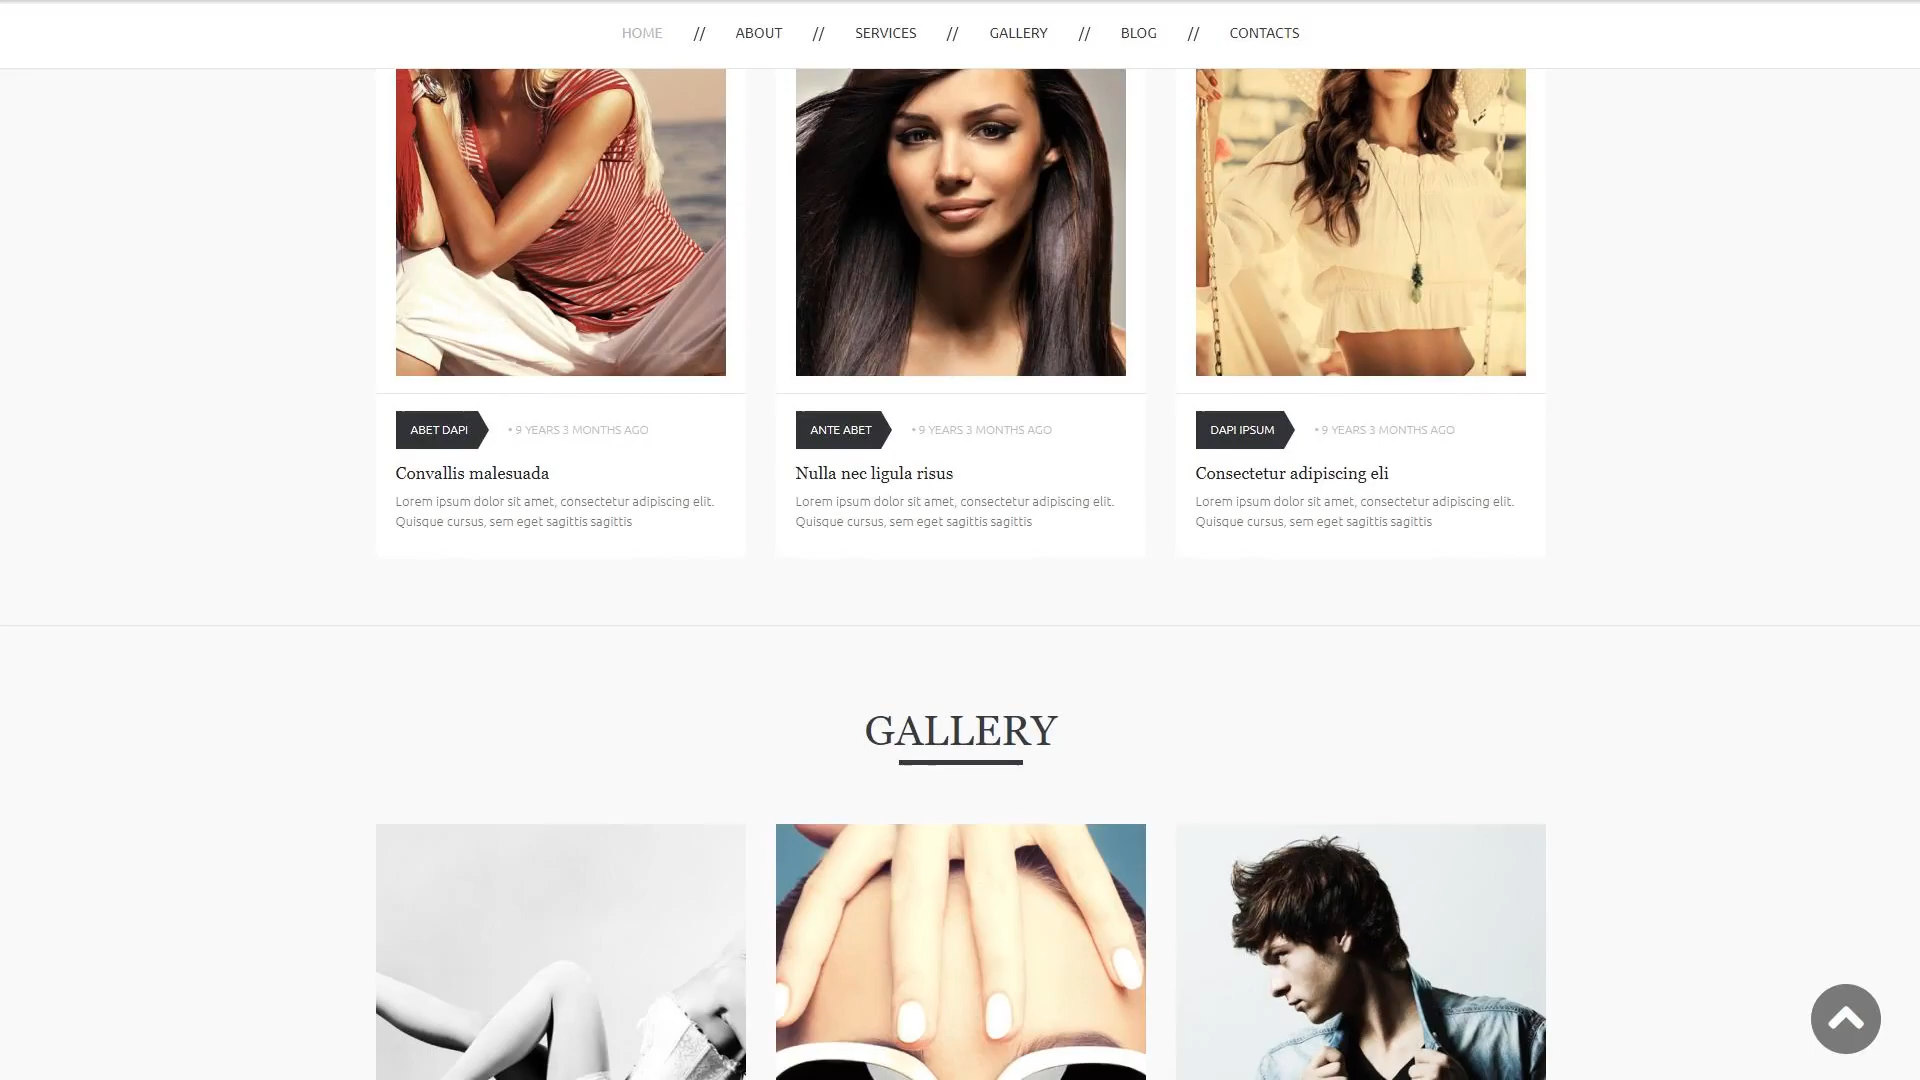 HOME // ABOUT // SERVICES // GALLERY // BLOG // CONTACTS
ABET DAPI • 9 YEARS 3 MONTHS AGO
Convallis malesuada
Lorem ipsum dolor sit amet, consectetur adipiscing elit.
Quisque cursus, sem eget sagittis sagittis
ANTE ABET • 9 YEARS 3 MONTHS AGO
Nulla nec ligula risus
Lorem ipsum dolor sit amet, consectetur adipiscing elit.
Quisque cursus, sem eget sagittis sagittis
DAPI IPSUM • 9 YEARS 3 MONTHS AGO
Consectetur adipiscing eli
Lorem ipsum dolor sit amet, consectetur adipiscing elit.
Quisque cursus, sem eget sagittis sagittis
GALLERY